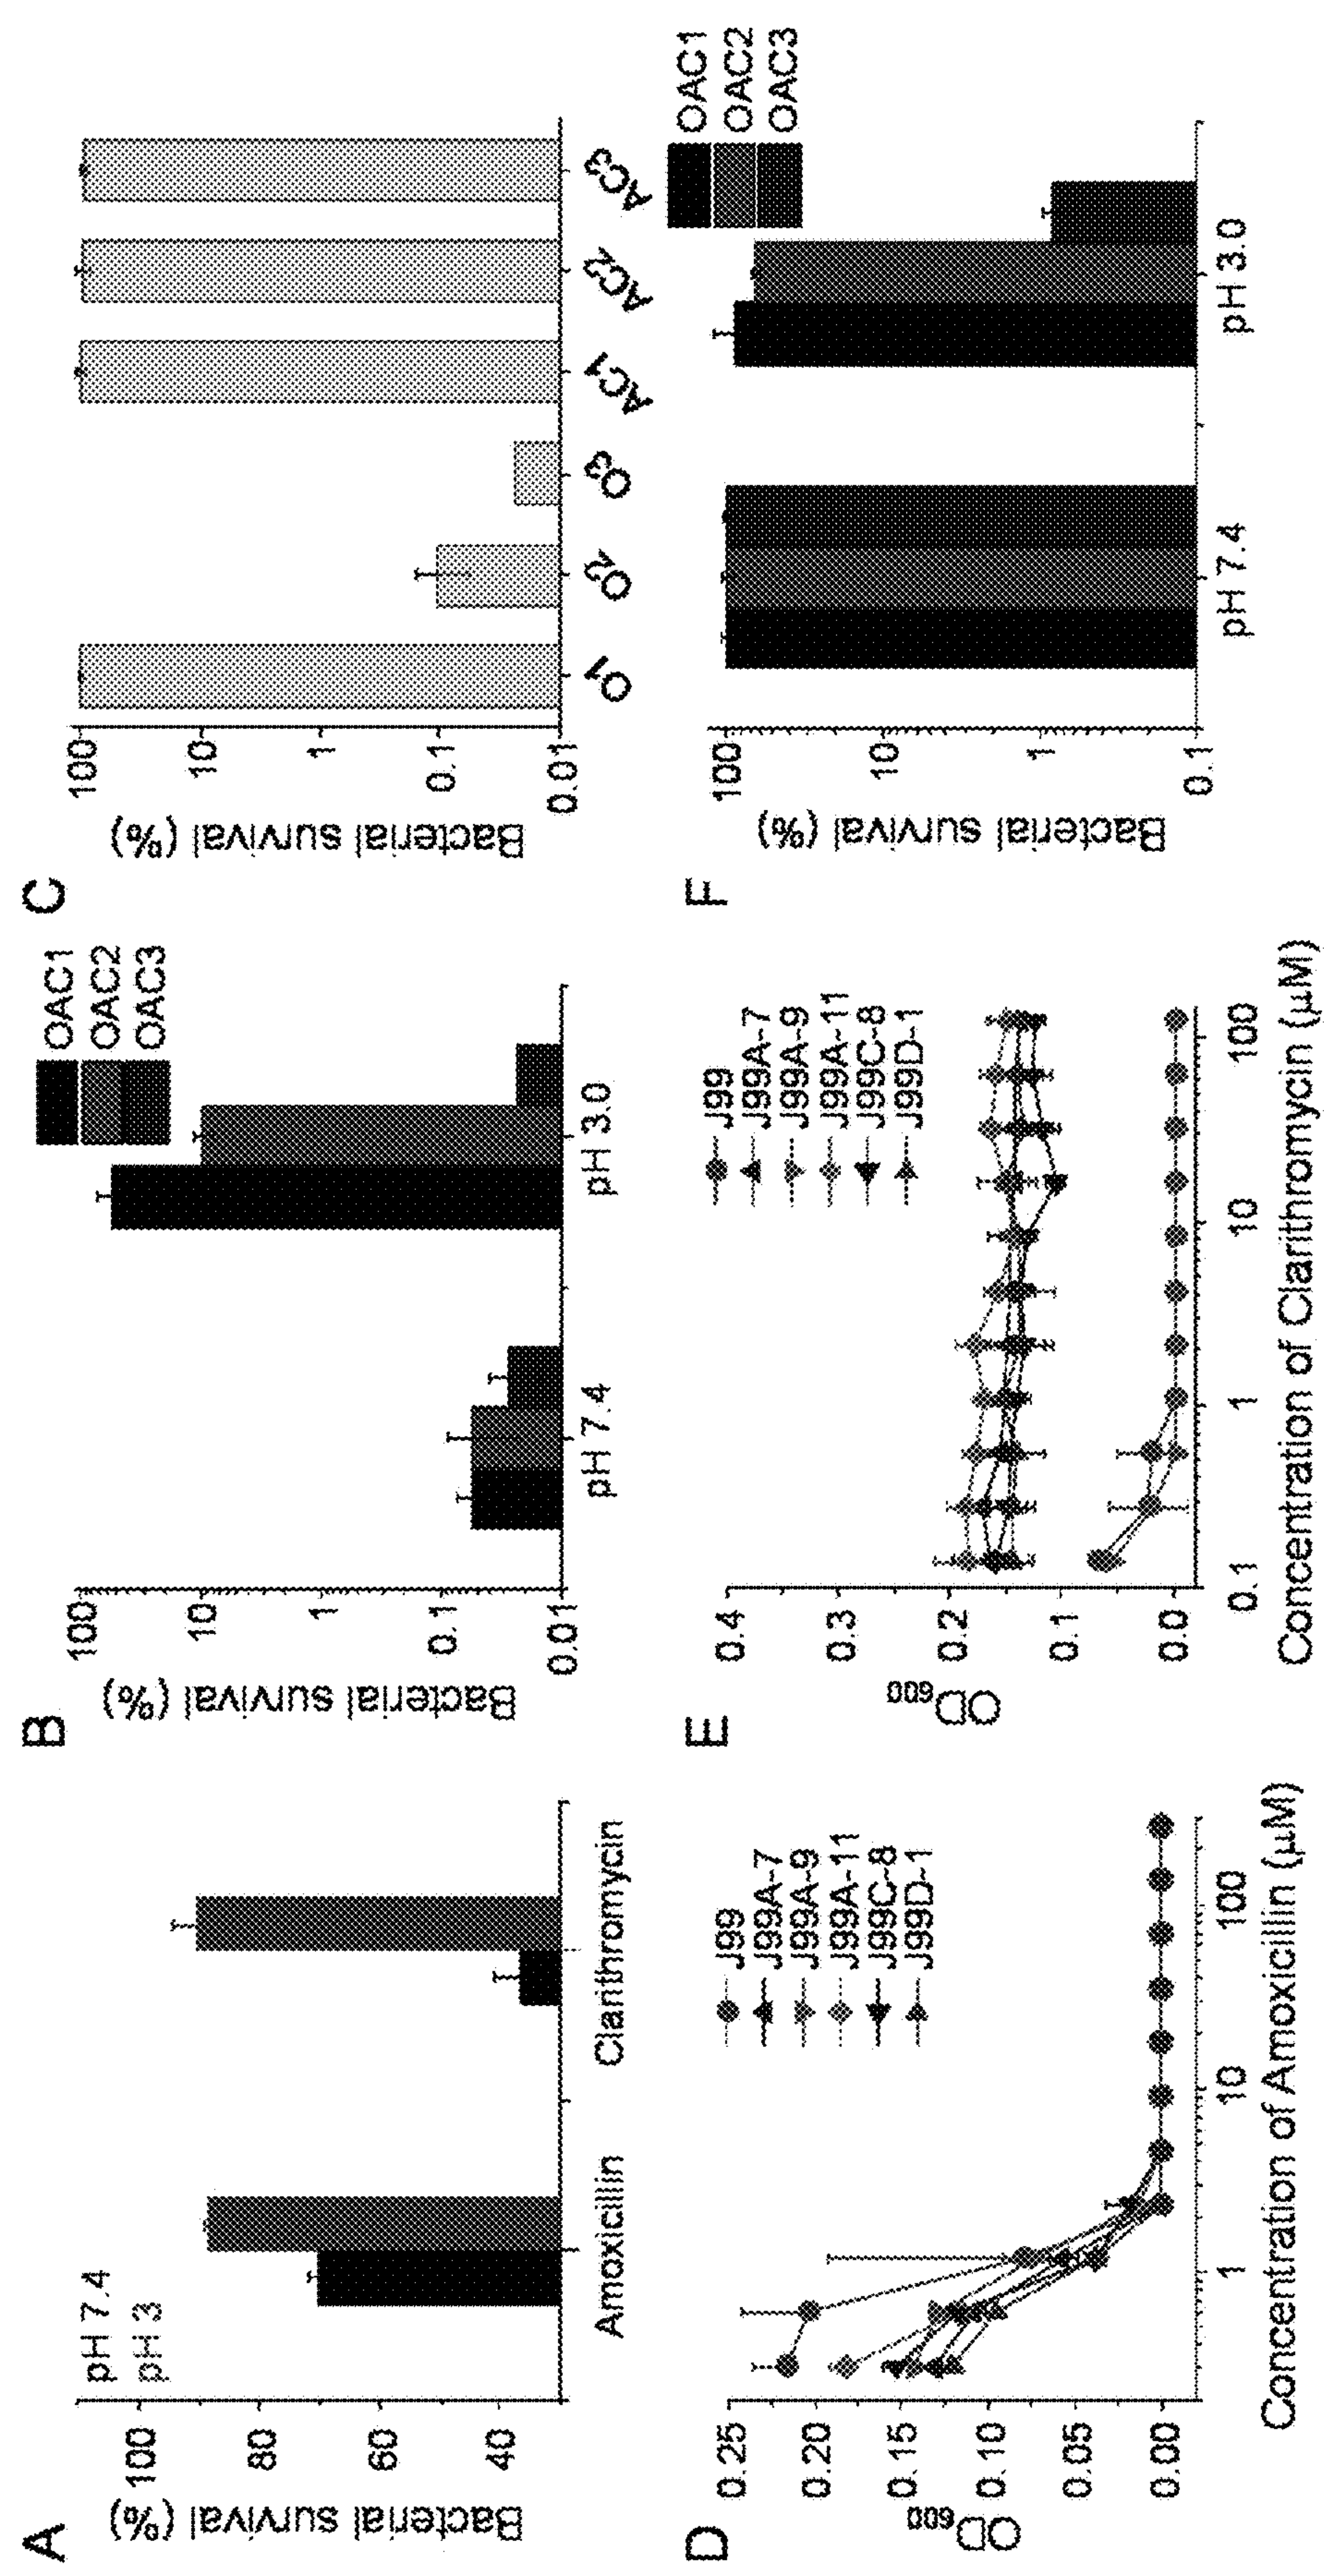 A
Bacterial survival (%)
100
80
60
40
pH 7.4
pH 3
Amoxicillin
Clarithromycin
B
Bacterial survival (%)
100
10
1
0.1
0.01
OAC1
OAC2
OAC3
pH 7.4
pH 3.0
C
Bacterial survival (%)
100
10
1
0.1
0.01
O1
O2
O3
AC1
AC2
AC3
D
OD600
0.25
0.20
0.15
0.10
0.05
0.00
J99
J99A-7
J99A-9
J99A-11
J99C-8
J99D-1
1
10
100
Concentration of Amoxicillin (µM)
E
OD600
0.4
0.3
0.2
0.1
0.0
J99
J99A-7
J99A-9
J99A-11
J99C-8
J99D-1
0.1
1
10
100
Concentration of Clarithromycin (µM)
F
Bacterial survival (%)
100
10
1
0.1
OAC1
OAC2
OAC3
pH 7.4
pH 3.0